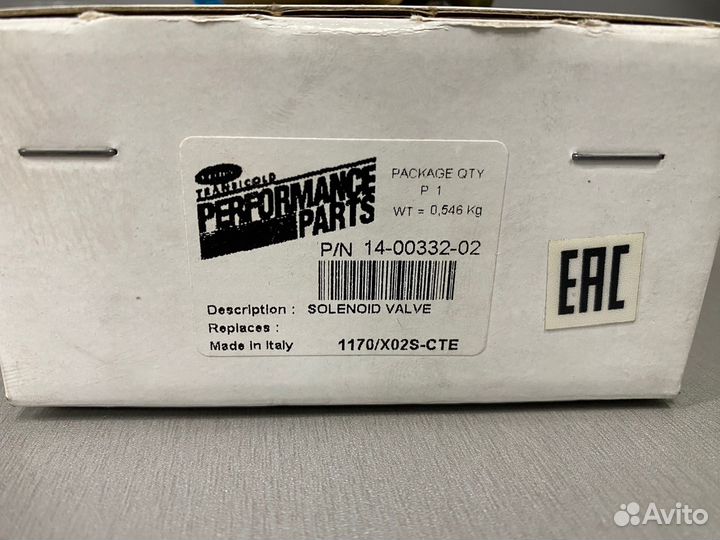 Carrier
TRANSICOLD
PERFORMANCE
PARTS
PACKAGE QTY
P 1
WT = 0,546 Kg
P/N 14-00332-02
Description : SOLENOID VALVE
Replaces :
Made in Italy 1170/X02S-CTE
EAC
Avito